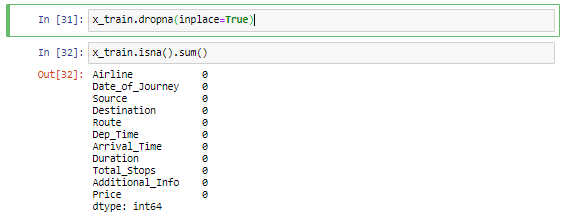 In [31]: x_train.dropna(inplace=True)
In [32]: x_train.isna().sum()
Out[32]: Airline 0
Date_of_Journey 0
Source 0
Destination 0
Route 0
Dep_Time 0
Arrival_Time 0
Duration 0
Total_Stops 0
Additional_Info 0
Price 0
dtype: int64